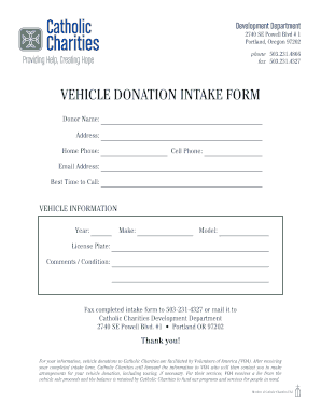 Catholic
Charities
Providing Help. Creating Hope
Development Department
2740 SE Powell Blvd # 1
Portland, Oregon 97202
phone 503.231.4866
fax 503.231.4327
VEHICLE DONATION INTAKE FORM
Donor Name:
Address:
Home Phone: Cell Phone:
Email Address:
Best Time to Call:
VEHICLE INFORMATION
Year: Make: Model:
License Plate:
Comments / Condition:
Fax completed intake form to 503-231-4327 or mail it to
Catholic Charities Development Department
2740 SE Powell Blvd. #1 • Portland OR 97202
Thank you!
For your information, vehicle donations to Catholic Charities are facilitated by Volunteers of America (VOA). After receiving
your completed intake form, Catholic Charities will forward the information to VOA who will then contact you to make
arrangements for your vehicle donation, including towing, if necessary. For their services, VOA receives a fee from the
vehicle sale proceeds and the balance is returned to Catholic Charities to fund our programs and services for people in need.